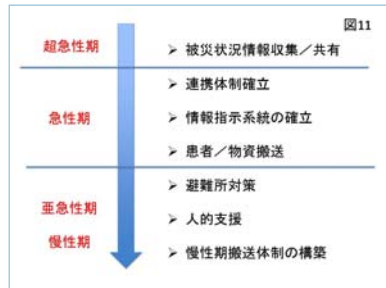 図11
超急性期
➢ 被災状況情報収集／共有
急性期
➢ 連携体制確立
➢ 情報指示系統の確立
➢ 患者／物資搬送
亜急性期
慢性期
➢ 避難所対策
➢ 人的支援
➢ 慢性期搬送体制の構築